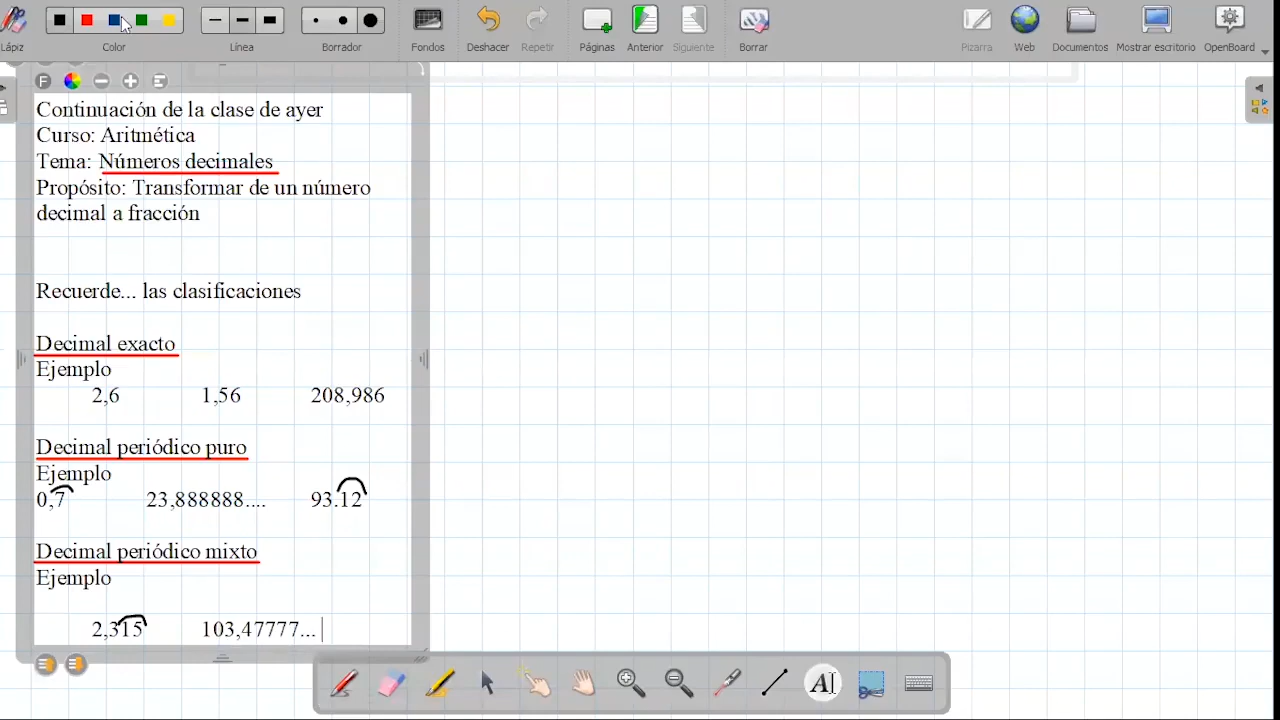 Lápiz Color Línea Borrador Fondos Deshacer Repetir Páginas Anterior Siguiente Borrar Pizarra Web Documentos Mostrar escritorio OpenBoard
F
Continuación de la clase de ayer
Curso: Aritmética
Tema: Números decimales
Propósito: Transformar de un número
decimal a fracción
Recuerde... las clasificaciones
Decimal exacto
Ejemplo
2,6 1,56 208,986
Decimal periódico puro
Ejemplo
0,7 23,888888.... 93.12
Decimal periódico mixto
Ejemplo
2,315 103,47777...
AI